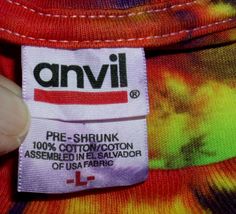 anvil
®
PRE-SHRUNK
100% COTTON/COTON
ASSEMBLED IN EL SALVADOR
OF USA FABRIC
-L-